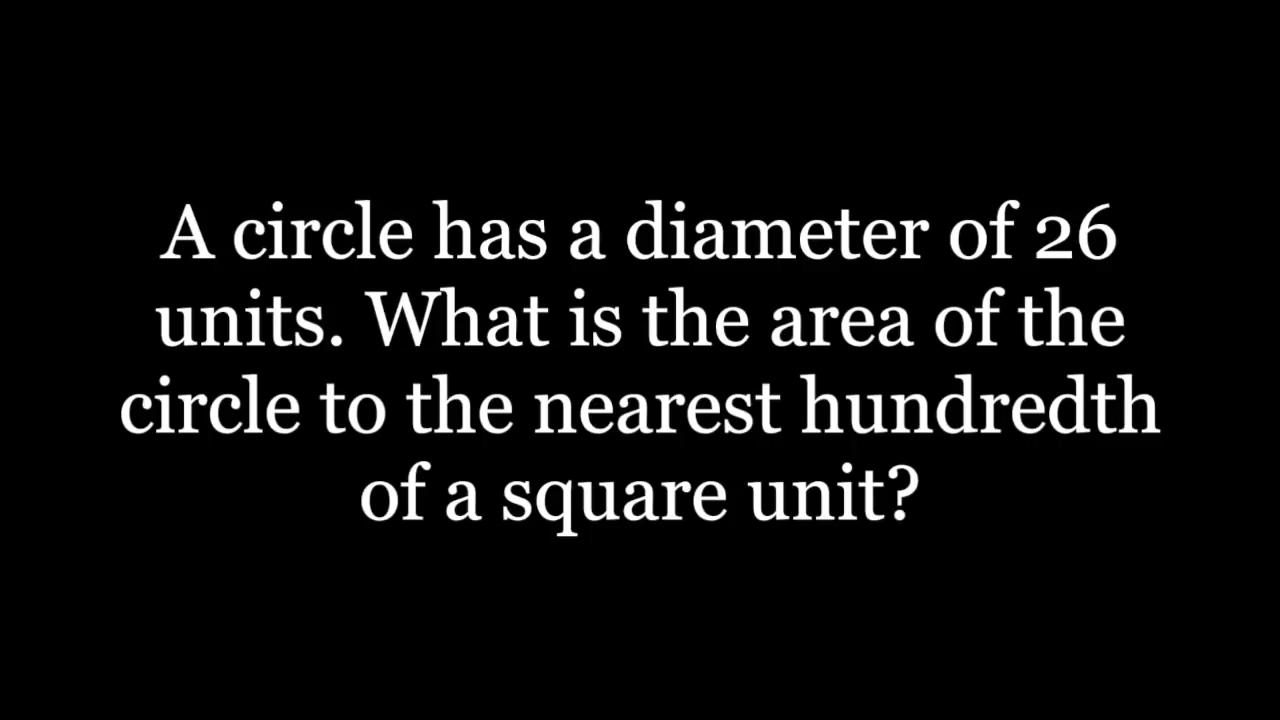 A circle has a diameter of 26
units. What is the area of the
circle to the nearest hundredth
of a square unit?